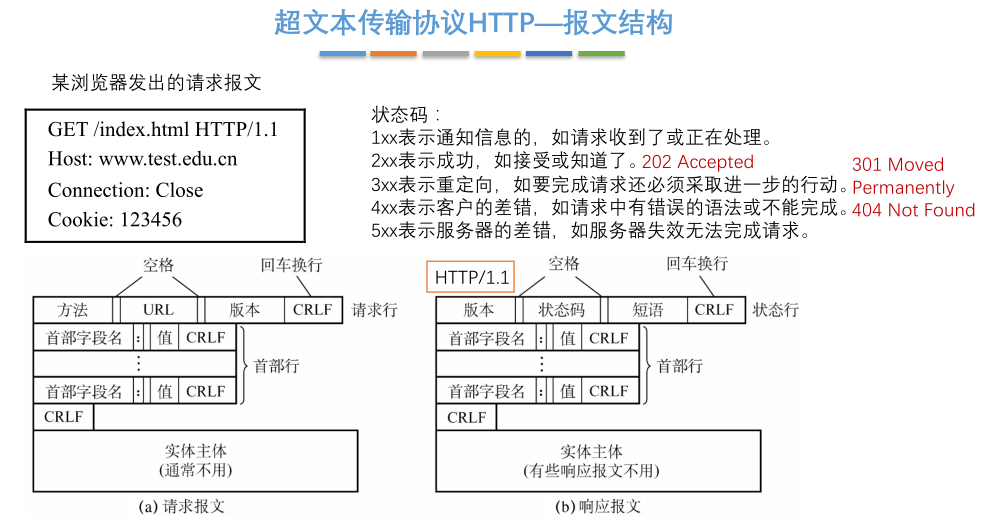 超文本传输协议HTTP—报文结构
某浏览器发出的请求报文
GET /index.html HTTP/1.1
Host: www.test.edu.cn
Connection: Close
Cookie: 123456
状态码：
1xx表示通知信息的，如请求收到了或正在处理。
2xx表示成功，如接受或知道了。202 Accepted
3xx表示重定向，如要完成请求还必须采取进一步的行动。
301 Moved
Permanently
4xx表示客户的差错，如请求中有错误的语法或不能完成。
404 Not Found
5xx表示服务器的差错，如服务器失效无法完成请求。
空格 回车换行
方法 URL 版本 CRLF 请求行
首部字段名 : 值 CRLF
⋮ 首部行
首部字段名 : 值 CRLF
CRLF
实体主体
(通常不用)
(a) 请求报文
HTTP/1.1
空格 回车换行
版本 状态码 短语 CRLF 状态行
首部字段名 : 值 CRLF
⋮ 首部行
首部字段名 : 值 CRLF
CRLF
实体主体
(有些响应报文不用)
(b) 响应报文